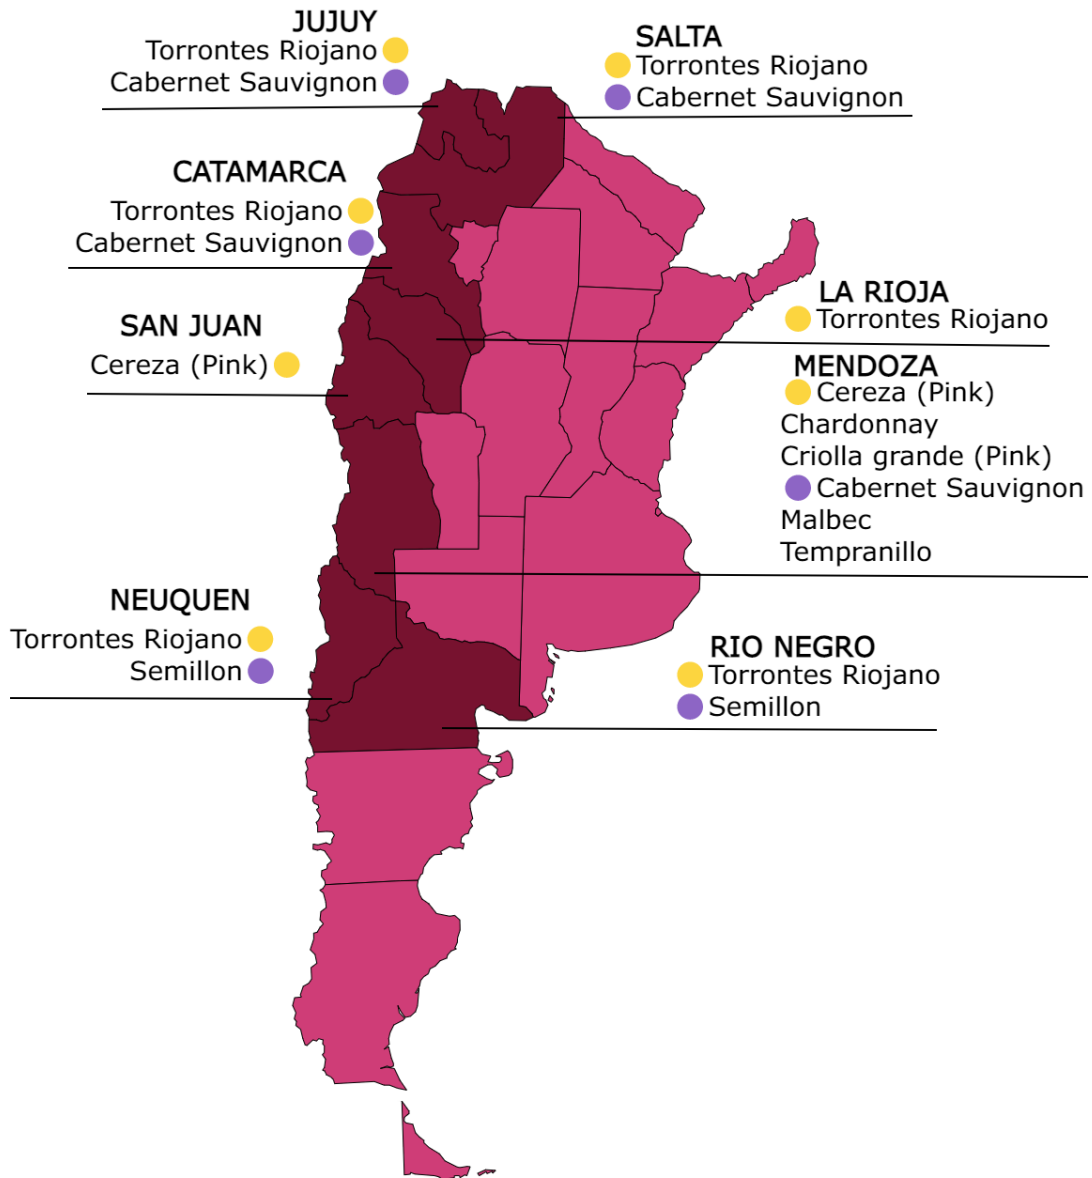 JUJUY
Torrontes Riojano
Cabernet Sauvignon
SALTA
Torrontes Riojano
Cabernet Sauvignon
CATAMARCA
Torrontes Riojano
Cabernet Sauvignon
LA RIOJA
Torrontes Riojano
SAN JUAN
Cereza (Pink)
MENDOZA
Cereza (Pink)
Chardonnay
Criolla grande (Pink)
Cabernet Sauvignon
Malbec
Tempranillo
NEUQUEN
Torrontes Riojano
Semillon
RIO NEGRO
Torrontes Riojano
Semillon